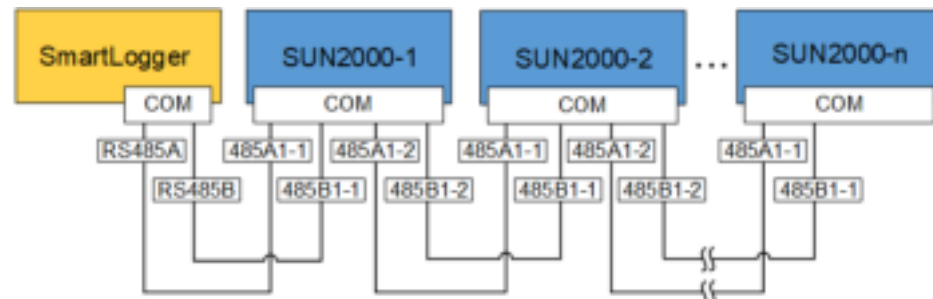 SmartLogger
SUN2000-1
SUN2000-2
...
SUN2000-n
COM
COM
COM
COM
RS485A
485A1-1
485A1-2
485A1-1
485A1-2
485A1-1
RS485B
485B1-1
485B1-2
485B1-1
485B1-2
485B1-1